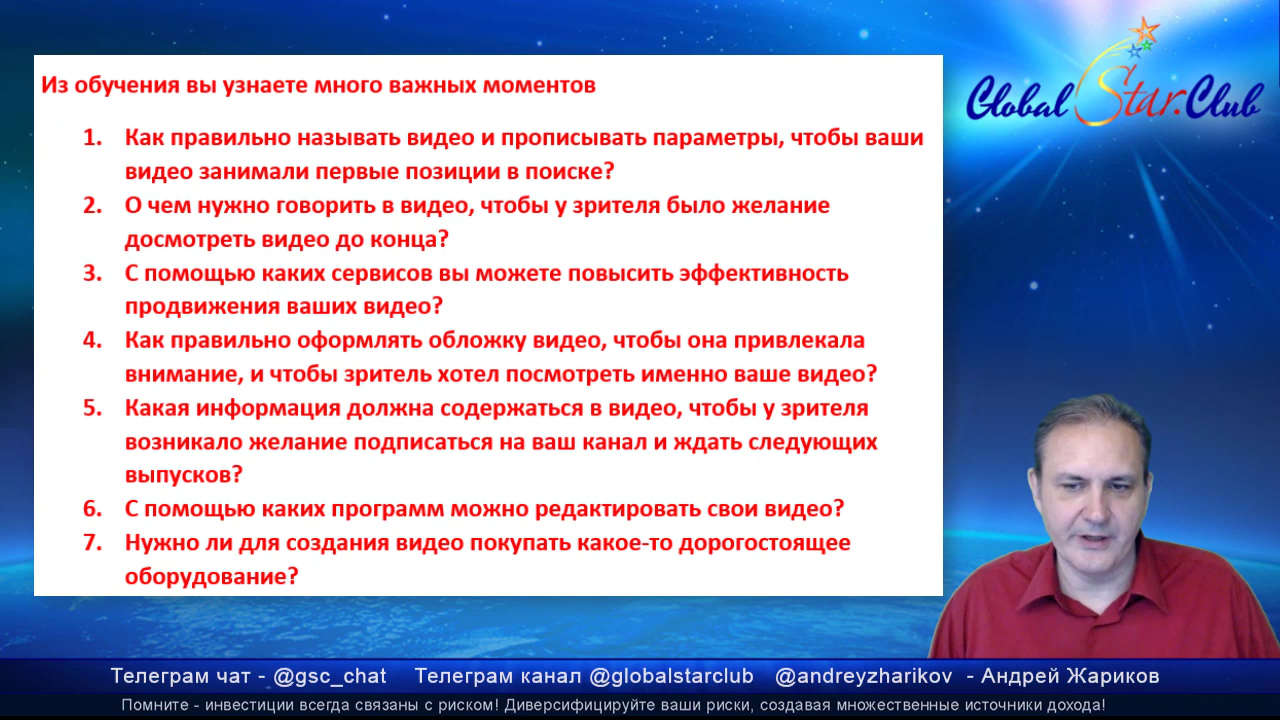 Из обучения вы узнаете много важных моментов
1. Как правильно называть видео и прописывать параметры, чтобы ваши
видео занимали первые позиции в поиске?
2. О чем нужно говорить в видео, чтобы у зрителя было желание
досмотреть видео до конца?
3. С помощью каких сервисов вы можете повысить эффективность
продвижения ваших видео?
4. Как правильно оформлять обложку видео, чтобы она привлекала
внимание, и чтобы зритель хотел посмотреть именно ваше видео?
5. Какая информация должна содержаться в видео, чтобы у зрителя
возникало желание подписаться на ваш канал и ждать следующих
выпусков?
6. С помощью каких программ можно редактировать свои видео?
7. Нужно ли для создания видео покупать какое-то дорогостоящее
оборудование?
Global Star.Club
Телеграм чат - @gsc_chat Телеграм канал @globalstarclub @andreyzharikov - Андрей Жариков
Помните - инвестиции всегда связаны с риском! Диверсифицируйте ваши риски, создавая множественные источники дохода!